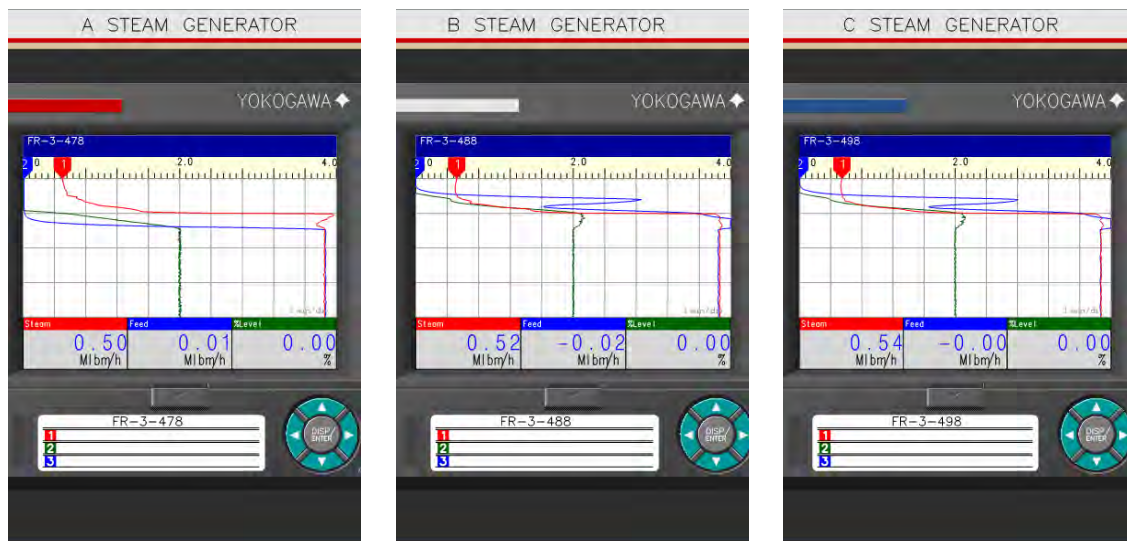 A STEAM GENERATOR
YOKOGAWA
FR-3-478
2 0 1 2.0 4.0
Steam Feed %Level
0.50 0.01 0.00
Mlbm/h Mlbm/h %
FR-3-478
1
2
3
DISP/
ENTER
B STEAM GENERATOR
YOKOGAWA
FR-3-488
2 0 1 2.0 4.0
Steam Feed %Level
0.52 -0.02 0.00
Mlbm/h Mlbm/h %
FR-3-488
1
2
3
DISP/
ENTER
C STEAM GENERATOR
YOKOGAWA
FR-3-498
2 0 1 2.0 4.0
Steam Feed %Level
0.54 -0.00 0.00
Mlbm/h Mlbm/h %
FR-3-498
1
2
3
DISP/
ENTER